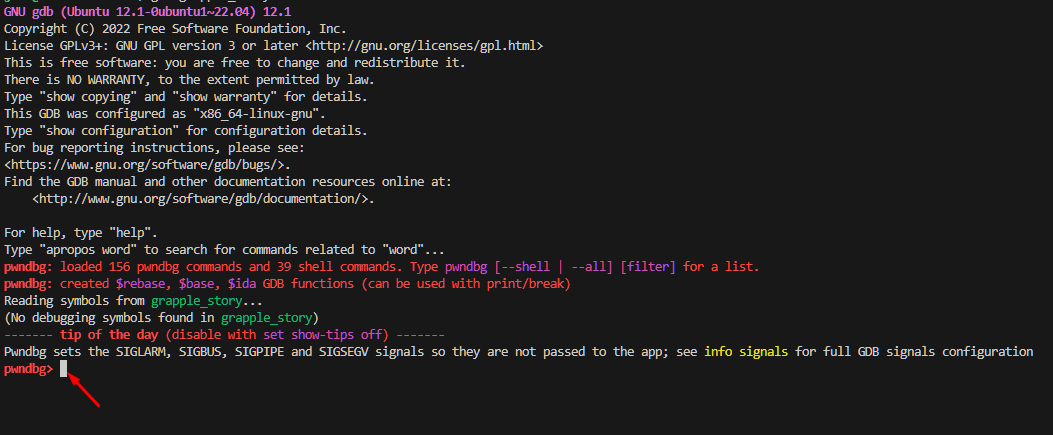 GNU gdb (Ubuntu 12.1-0ubuntu1~22.04) 12.1
Copyright (C) 2022 Free Software Foundation, Inc.
License GPLv3+: GNU GPL version 3 or later <http://gnu.org/licenses/gpl.html>
This is free software: you are free to change and redistribute it.
There is NO WARRANTY, to the extent permitted by law.
Type "show copying" and "show warranty" for details.
This GDB was configured as "x86_64-linux-gnu".
Type "show configuration" for configuration details.
For bug reporting instructions, please see:
<https://www.gnu.org/software/gdb/bugs/>.
Find the GDB manual and other documentation resources online at:
    <http://www.gnu.org/software/gdb/documentation/>.

For help, type "help".
Type "apropos word" to search for commands related to "word"...
pwndbg: loaded 156 pwndbg commands and 39 shell commands. Type pwndbg [--shell | --all] [filter] for a list.
pwndbg: created $rebase, $base, $ida GDB functions (can be used with print/break)
Reading symbols from grapple_story...
(No debugging symbols found in grapple_story)
------- tip of the day (disable with set show-tips off) -------
Pwndbg sets the SIGLARM, SIGBUS, SIGPIPE and SIGSEGV signals so they are not passed to the app; see info signals for full GDB signals configuration
pwndbg>